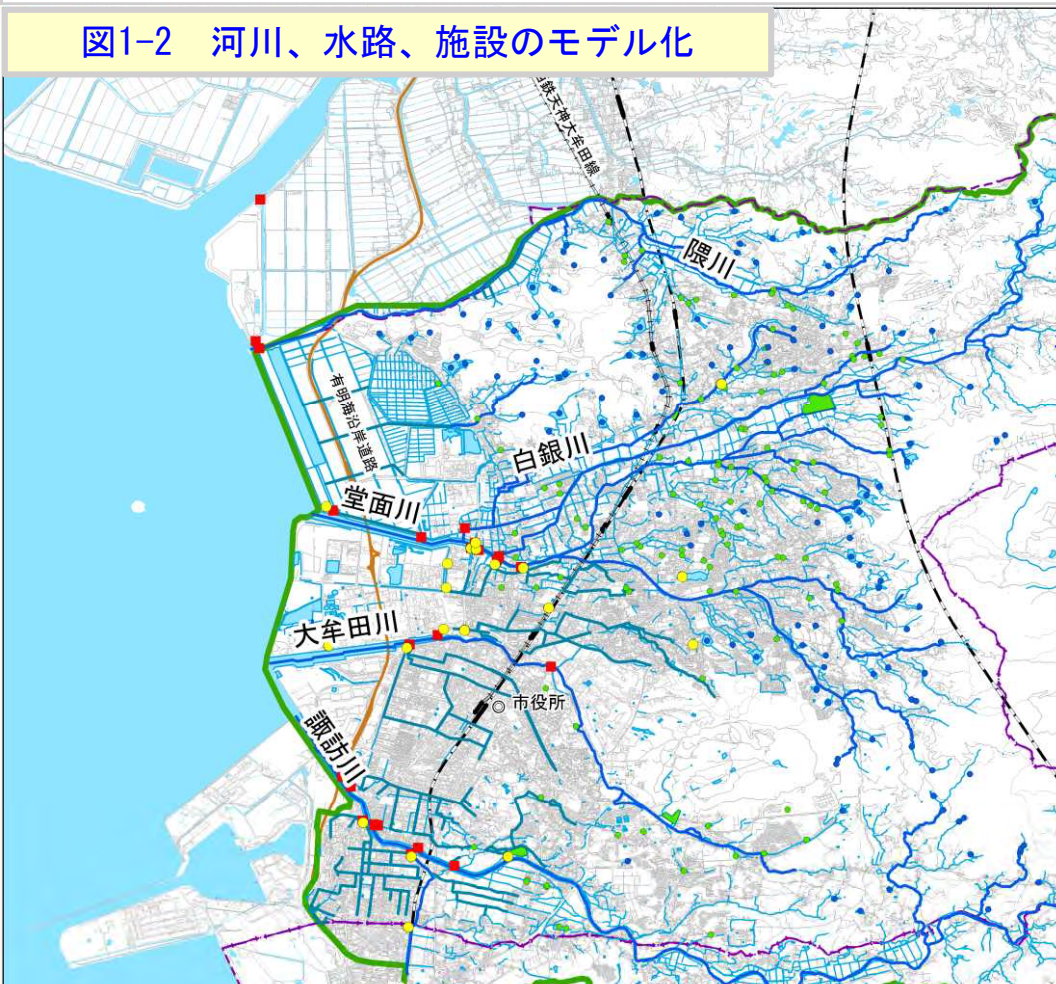 図1-2 河川、水路、施設のモデル化
鉄天神大牟田線
隈川
有明海沿岸道路
白銀川
堂面川
大牟田川
市役所
諏訪川